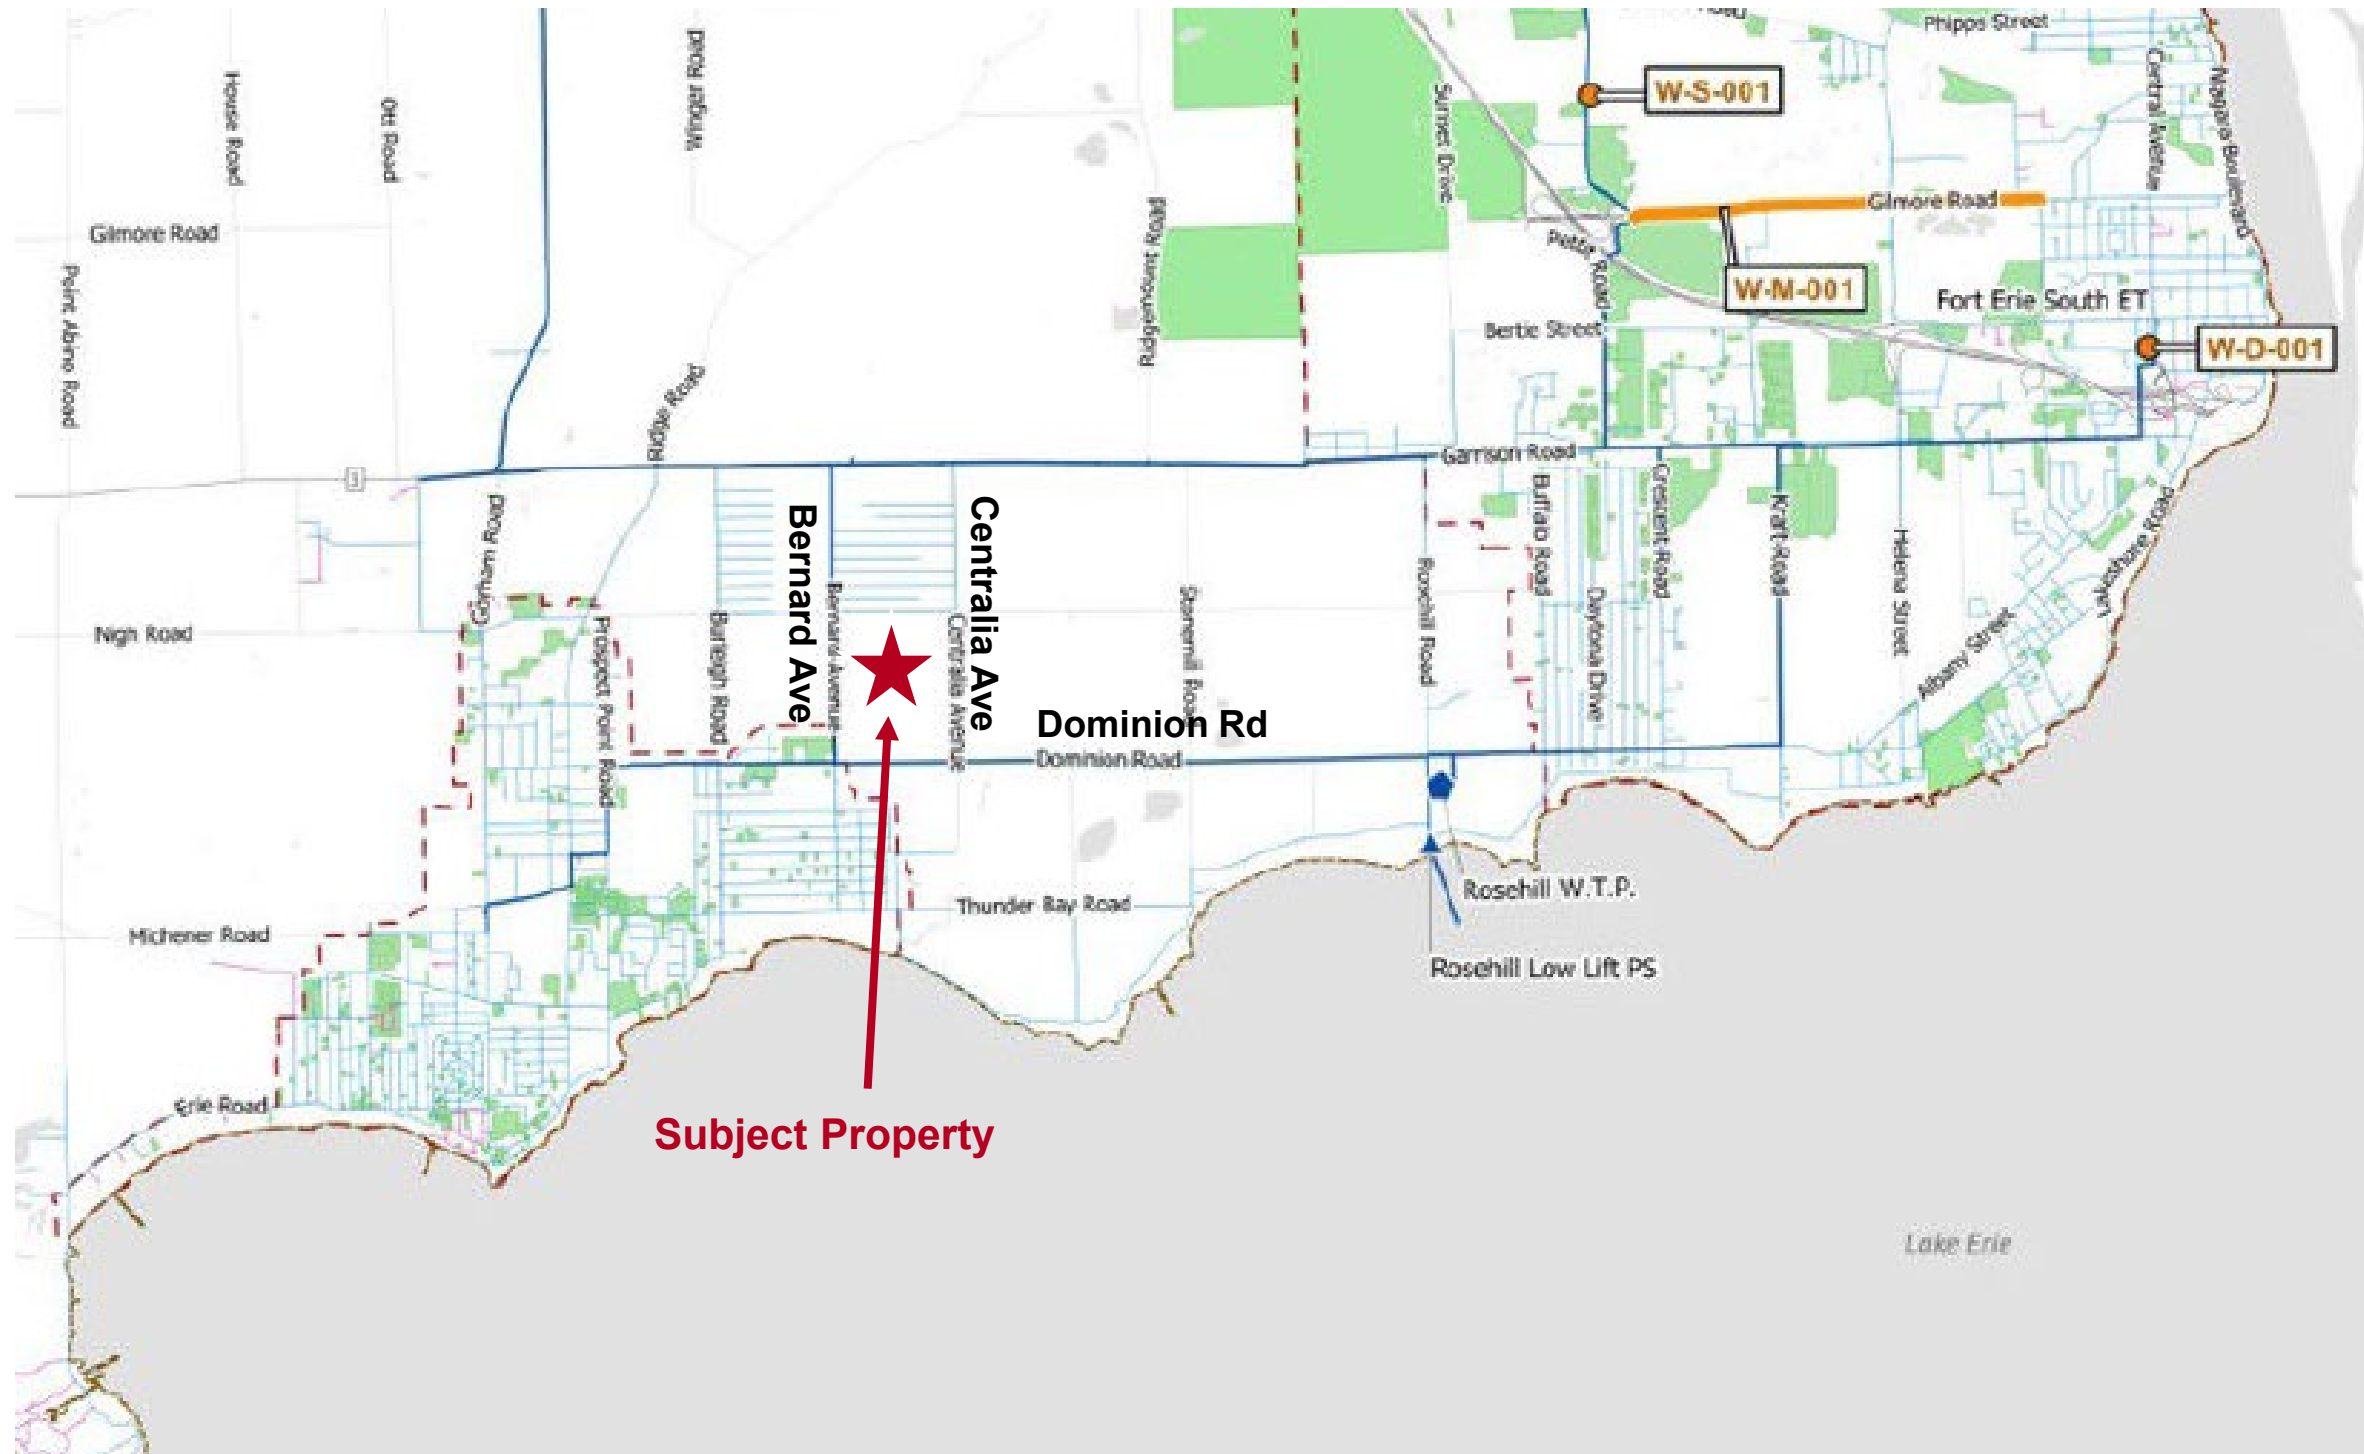 Phipps Street
Central Avenue
Niagara Boulevard
House Road
Ott Road
Winger Road
Sunset Drive
W-S-001
Gilmore Road
Gilmore Road
Point Abino Road
Ridgemount Road
Petts Road
W-M-001
Fort Erie South ET
Bertie Street
W-D-001
Ridge Road
3
Garrison Road
Gorham Road
Bernard Ave
Centralia Ave
Buffalo Road
Crescent Road
Kraft Road
Helena Street
Lakeshore Road
Nigh Road
Prospect Point Road
Burleigh Road
Bernard Avenue
Centralia Avenue
Stonemill Road
Rosehill Road
Daytona Drive
Albany Street
Dominion Rd
Dominion Road
Rosehill W.T.P.
Thunder Bay Road
Michener Road
Rosehill Low Lift PS
Erie Road
Subject Property
Lake Erie